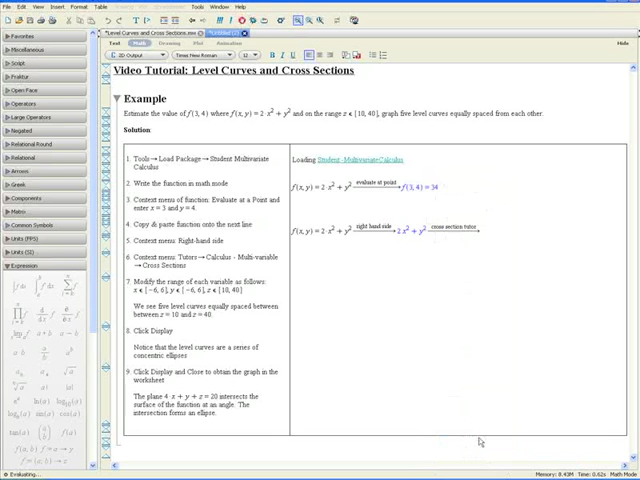 File Edit View Insert Format Table Tools Window Help
*Level Curves and Cross Sections.mw
*Untitled (2)
Text Math Drawing Plot Animation Hide
2D Output Times New Roman 12 B I U
Favorites
Miscellaneous
Script
Fraktur
Open Face
Operators
Large Operators
Negated
Relational Round
Relational
Arrows
Greek
Components
Matrix
Common Symbols
Units (FPS)
Units (SI)
Expression
Video Tutorial: Level Curves and Cross Sections
Example
Estimate the value of f(3, 4) where f(x, y) = 2·x² + y² and on the range z ϵ [10, 40], graph five level curves equally spaced from each other.
Solution
1. Tools→Load Package→Student Multivariate
Calculus
2. Write the function in math mode
3. Context menu of function: Evaluate at a Point and
enter x = 3 and y = 4.
4. Copy & paste function onto the next line
5. Context menu: Right-hand side
6. Context menu: Tutors→Calculus - Multi-variable
→Cross Sections
7. Modify the range of each variable as follows:
x ϵ [−6, 6], y ϵ [−6, 6], z ϵ [10, 40]
We see five level curves equally spaced between
between z = 10 and z = 40.
8. Click Display
Notice that the level curves are a series of
concentric ellipses
9. Click Display and Close to obtain the graph in the
worksheet
The plane 4·x + y + z = 20 intersects the
surface of the function at an angle. The
intersection forms an ellipse.
Loading Student:-MultivariateCalculus
f(x, y) = 2·x² + y² evaluate at point → f(3, 4) = 34
f(x, y) = 2·x² + y² right hand side → 2 x² + y² cross section tutor →
Evaluating...
Memory: 8.43M Time: 0.62s Math Mode